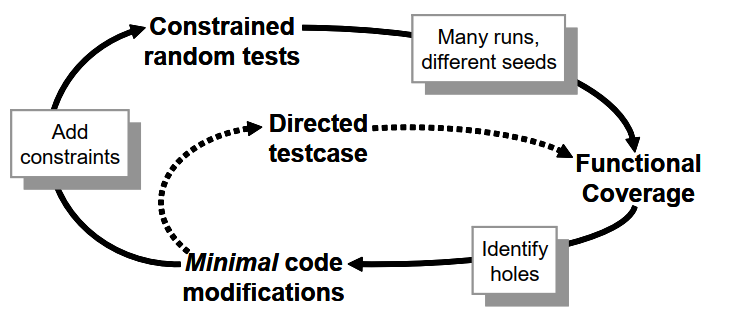 Constrained
random tests
Many runs,
different seeds
Add
constraints
Directed
testcase
Functional
Coverage
Identify
holes
Minimal code
modifications